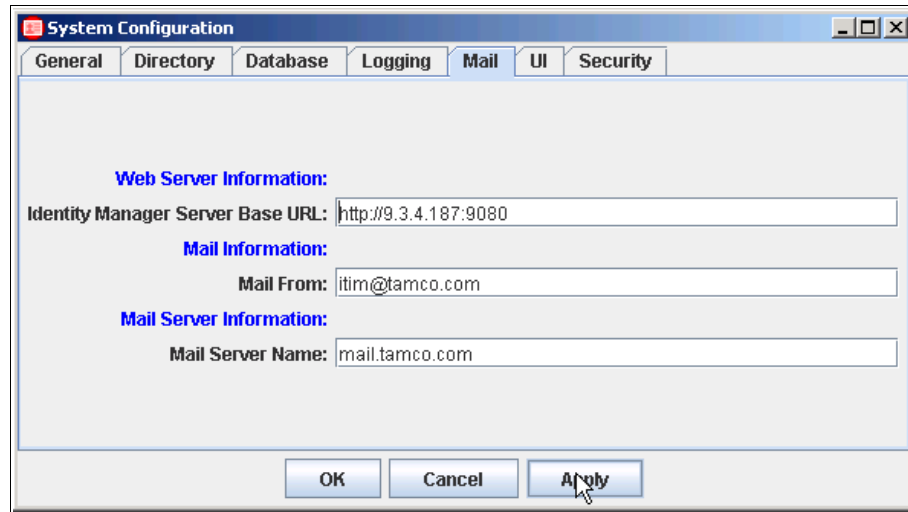 System Configuration
General Directory Database Logging Mail UI Security
Web Server Information:
Identity Manager Server Base URL: http://9.3.4.187:9080
Mail Information:
Mail From: itim@tamco.com
Mail Server Information:
Mail Server Name: mail.tamco.com
OK Cancel Apply